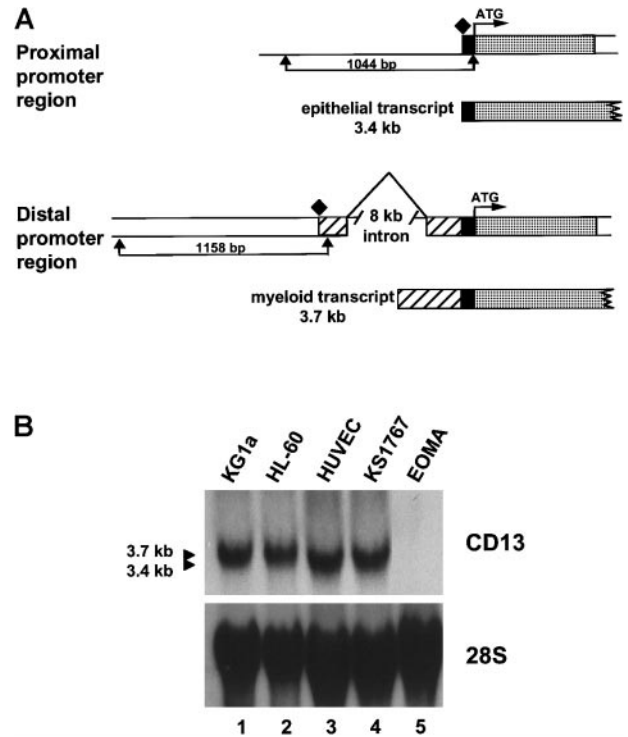 A
Proximal
promoter
region
ATG
1044 bp
epithelial transcript
3.4 kb
Distal
promoter
region
ATG
8 kb
intron
1158 bp
myeloid transcript
3.7 kb
B
KG1a
HL-60
HUVEC
KS1767
EOMA
3.7 kb
3.4 kb
CD13
28S
1 2 3 4 5